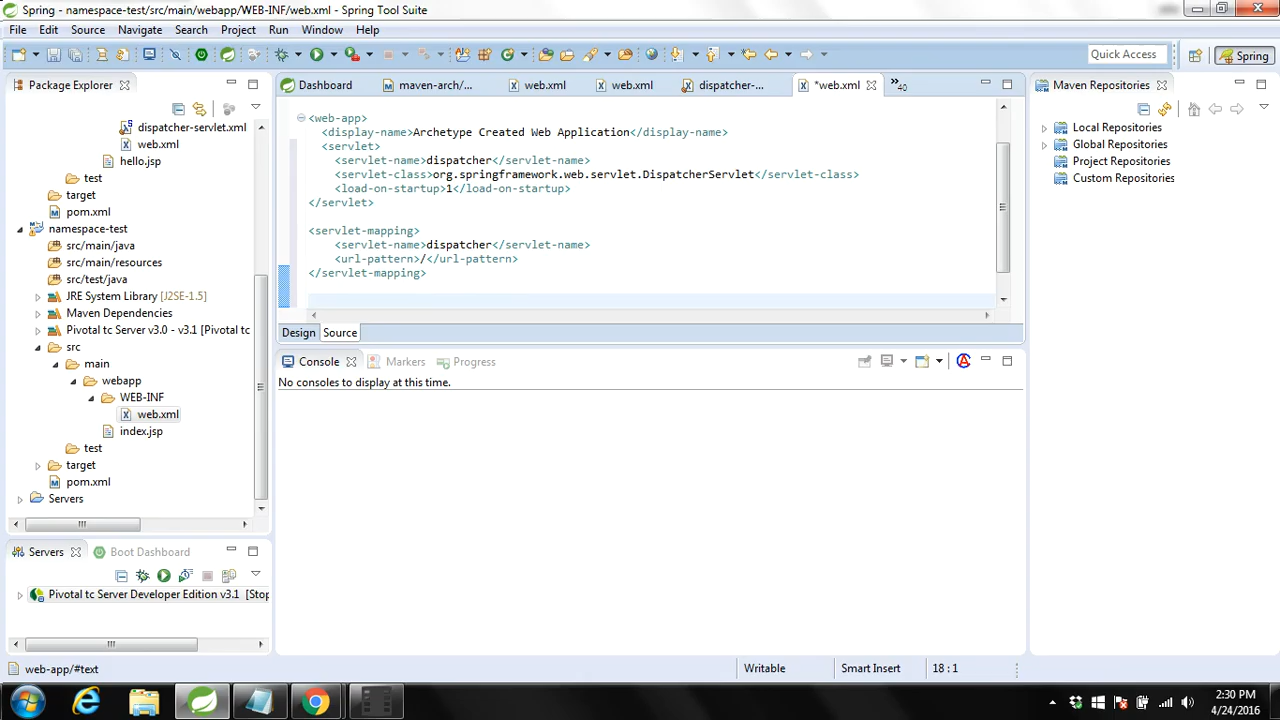 Spring - namespace-test/src/main/webapp/WEB-INF/web.xml - Spring Tool Suite
File Edit Source Navigate Search Project Run Window Help
Quick Access
Spring
Package Explorer
dispatcher-servlet.xml
web.xml
hello.jsp
test
target
pom.xml
namespace-test
src/main/java
src/main/resources
src/test/java
JRE System Library [J2SE-1.5]
Maven Dependencies
Pivotal tc Server v3.0 - v3.1 [Pivotal tc
src
main
webapp
WEB-INF
web.xml
index.jsp
test
target
pom.xml
Servers
Dashboard maven-arch/... web.xml web.xml dispatcher-... *web.xml »40
<web-app>
<display-name>Archetype Created Web Application</display-name>
<servlet>
<servlet-name>dispatcher</servlet-name>
<servlet-class>org.springframework.web.servlet.DispatcherServlet</servlet-class>
<load-on-startup>1</load-on-startup>
</servlet>
<servlet-mapping>
<servlet-name>dispatcher</servlet-name>
<url-pattern>/</url-pattern>
</servlet-mapping>
Design Source
Console Markers Progress
No consoles to display at this time.
Maven Repositories
Local Repositories
Global Repositories
Project Repositories
Custom Repositories
Servers Boot Dashboard
Pivotal tc Server Developer Edition v3.1 [Stop
web-app/#text Writable Smart Insert 18 : 1
2:30 PM
4/24/2016